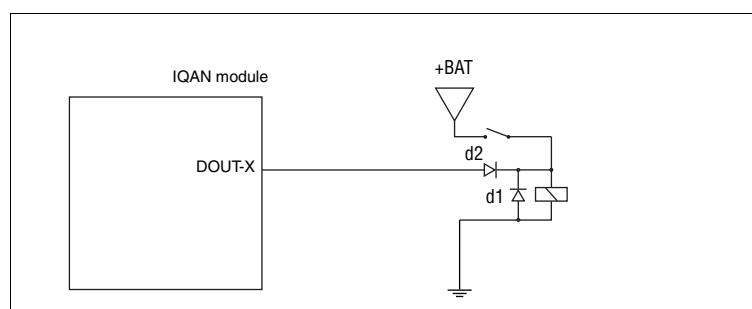 +BAT
IQAN module
d2
DOUT-X
d1